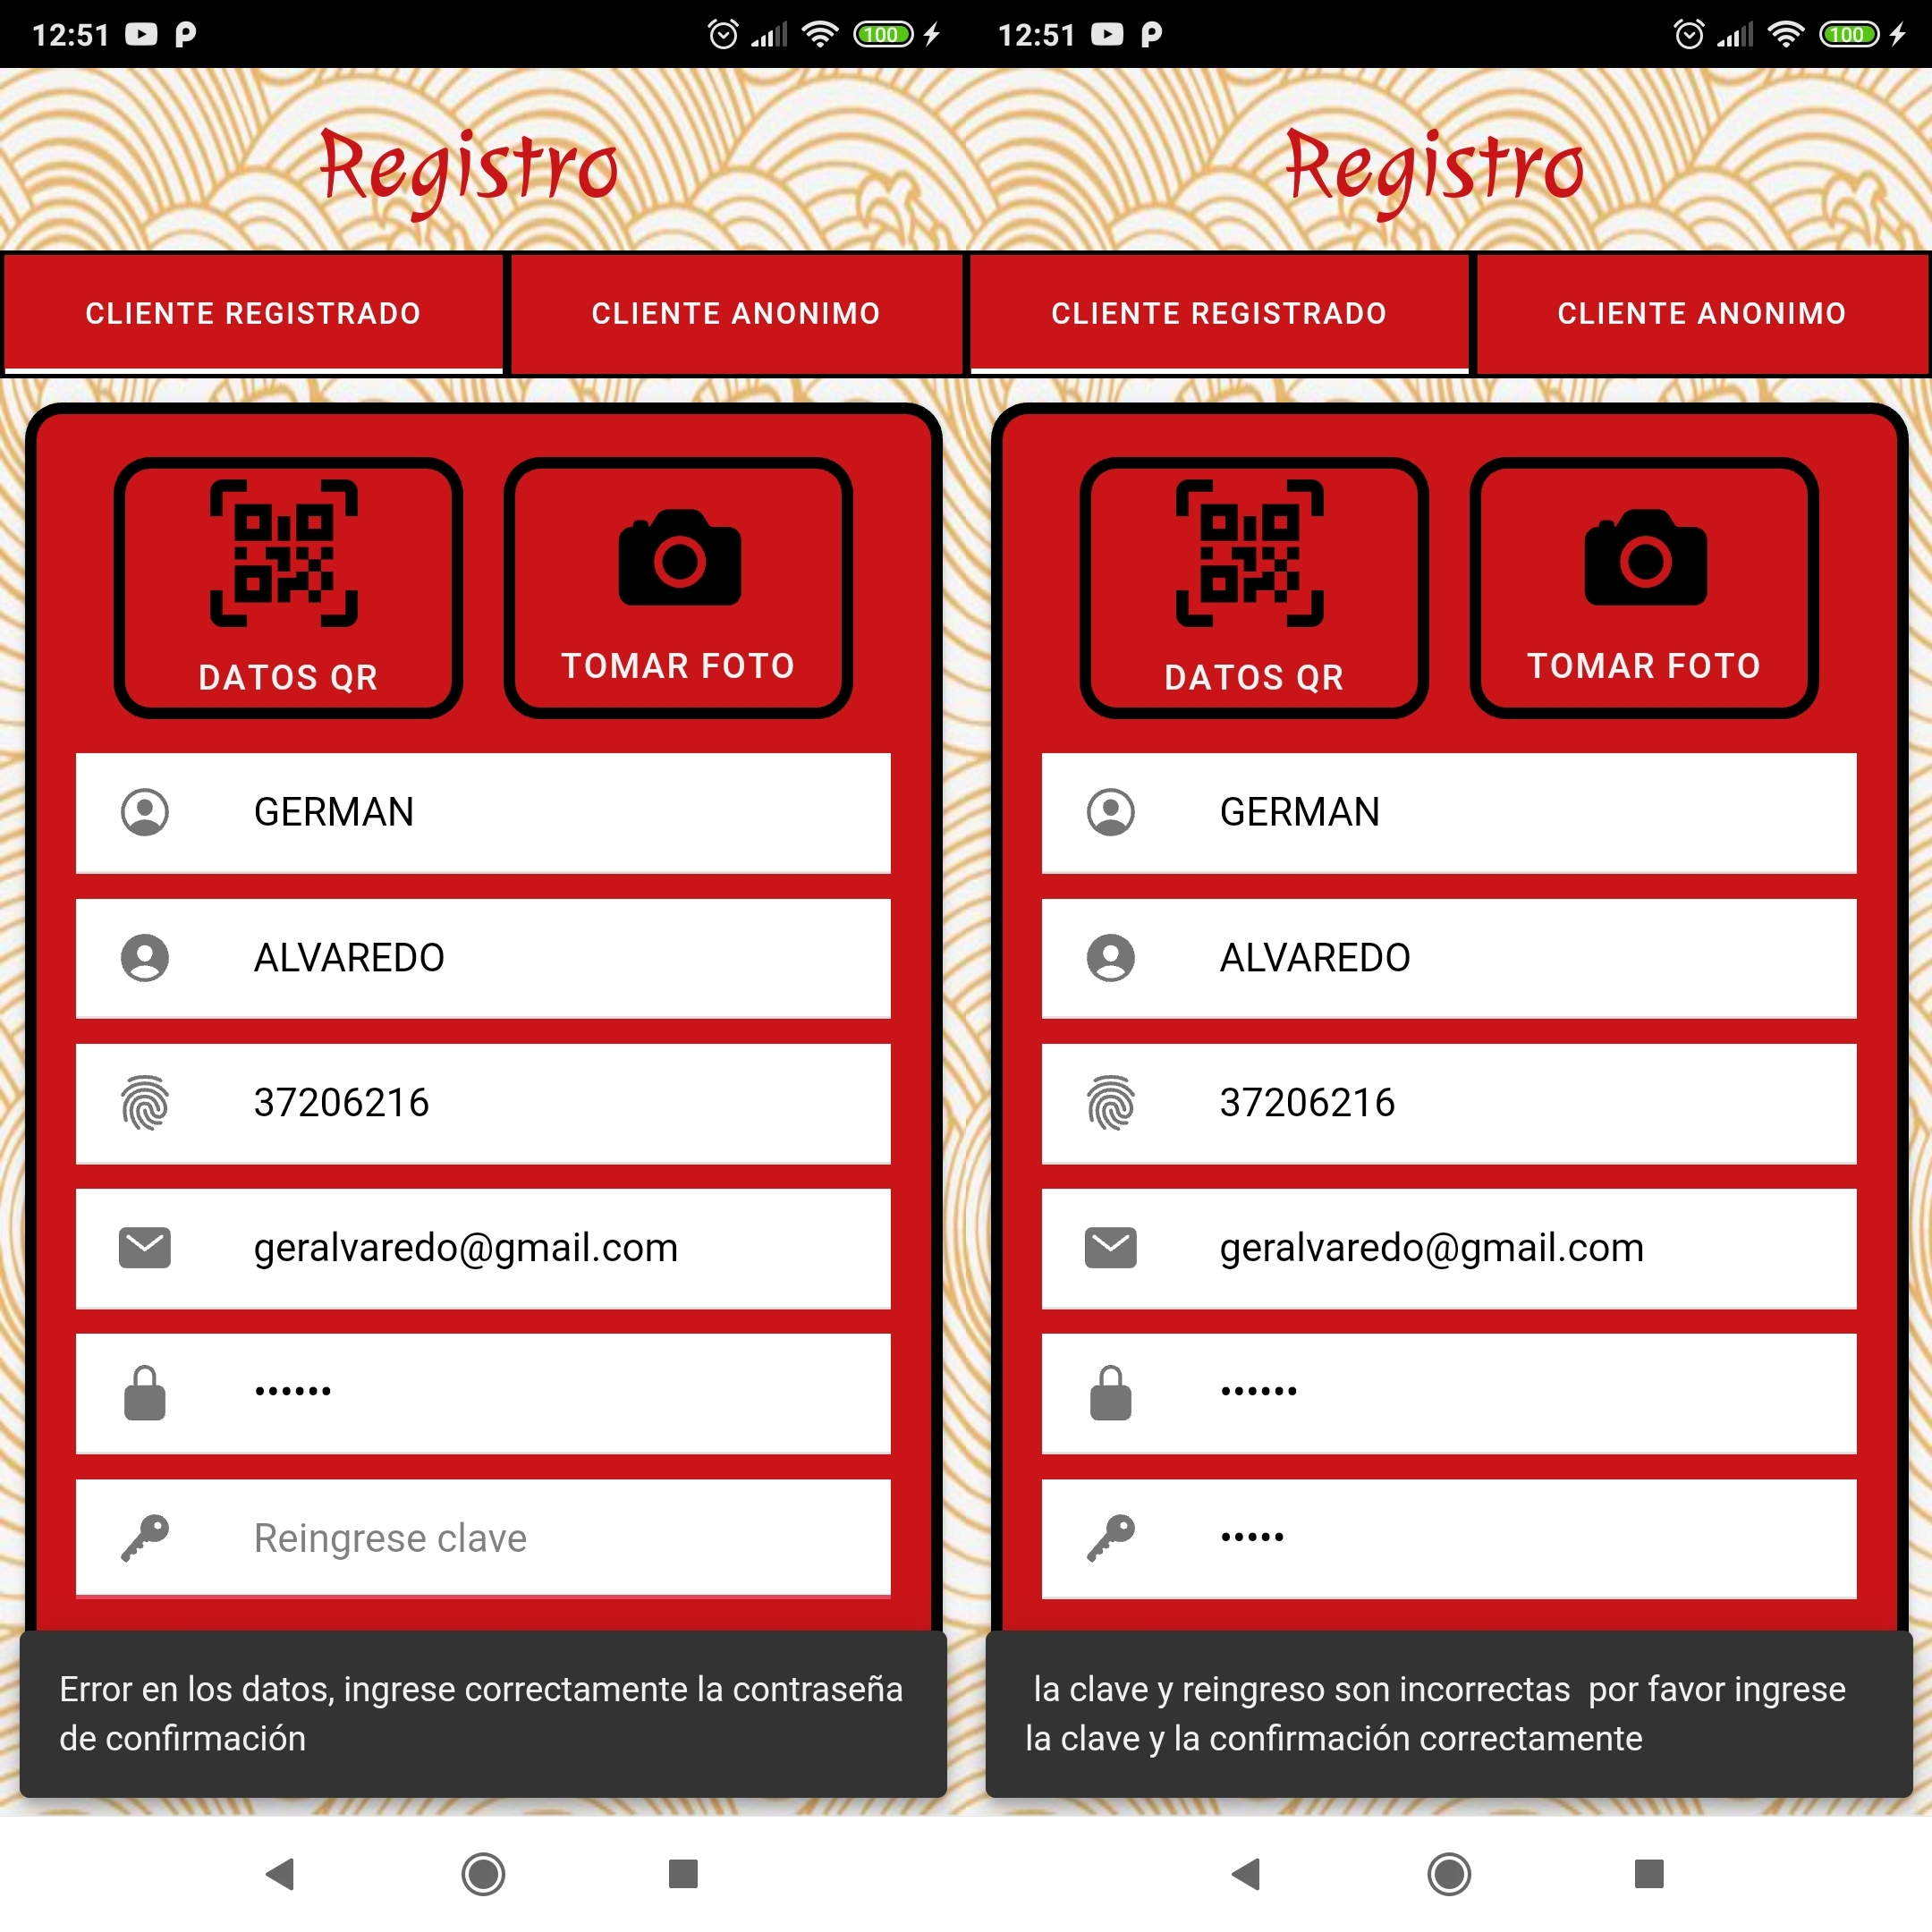 12:51
100
Registro
CLIENTE REGISTRADO
CLIENTE ANONIMO
DATOS QR
TOMAR FOTO
GERMAN
ALVAREDO
37206216
geralvaredo@gmail.com
••••••
Reingrese clave
Error en los datos, ingrese correctamente la contraseña
de confirmación
12:51
100
Registro
CLIENTE REGISTRADO
CLIENTE ANONIMO
DATOS QR
TOMAR FOTO
GERMAN
ALVAREDO
37206216
geralvaredo@gmail.com
••••••
•••••
la clave y reingreso son incorrectas  por favor ingrese
la clave y la confirmación correctamente